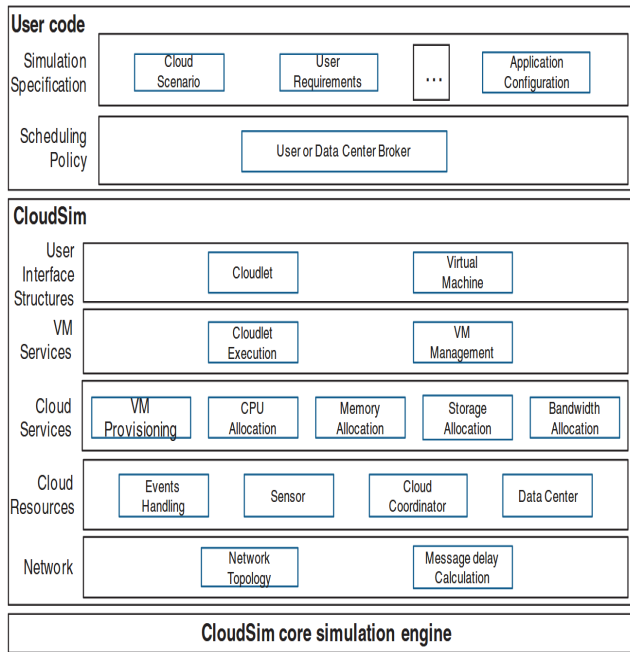 User code
Simulation
Specification
Cloud
Scenario
User
Requirements
...
Application
Configuration
Scheduling
Policy
User or Data Center Broker
CloudSim
User
Interface
Structures
Cloudlet
Virtual
Machine
VM
Services
Cloudlet
Execution
VM
Management
Cloud
Services
VM
Provisioning
CPU
Allocation
Memory
Allocation
Storage
Allocation
Bandwidth
Allocation
Cloud
Resources
Events
Handling
Sensor
Cloud
Coordinator
Data Center
Network
Network
Topology
Message delay
Calculation
CloudSim core simulation engine